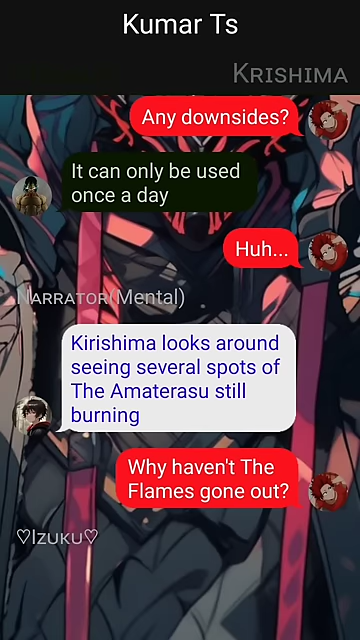 Kumar Ts
Krishima
Any downsides?
It can only be used
once a day
Huh...
Narrator(Mental)
Kirishima looks around
seeing several spots of
The Amaterasu still
burning
Why haven't The
Flames gone out?
♡Izuku♡